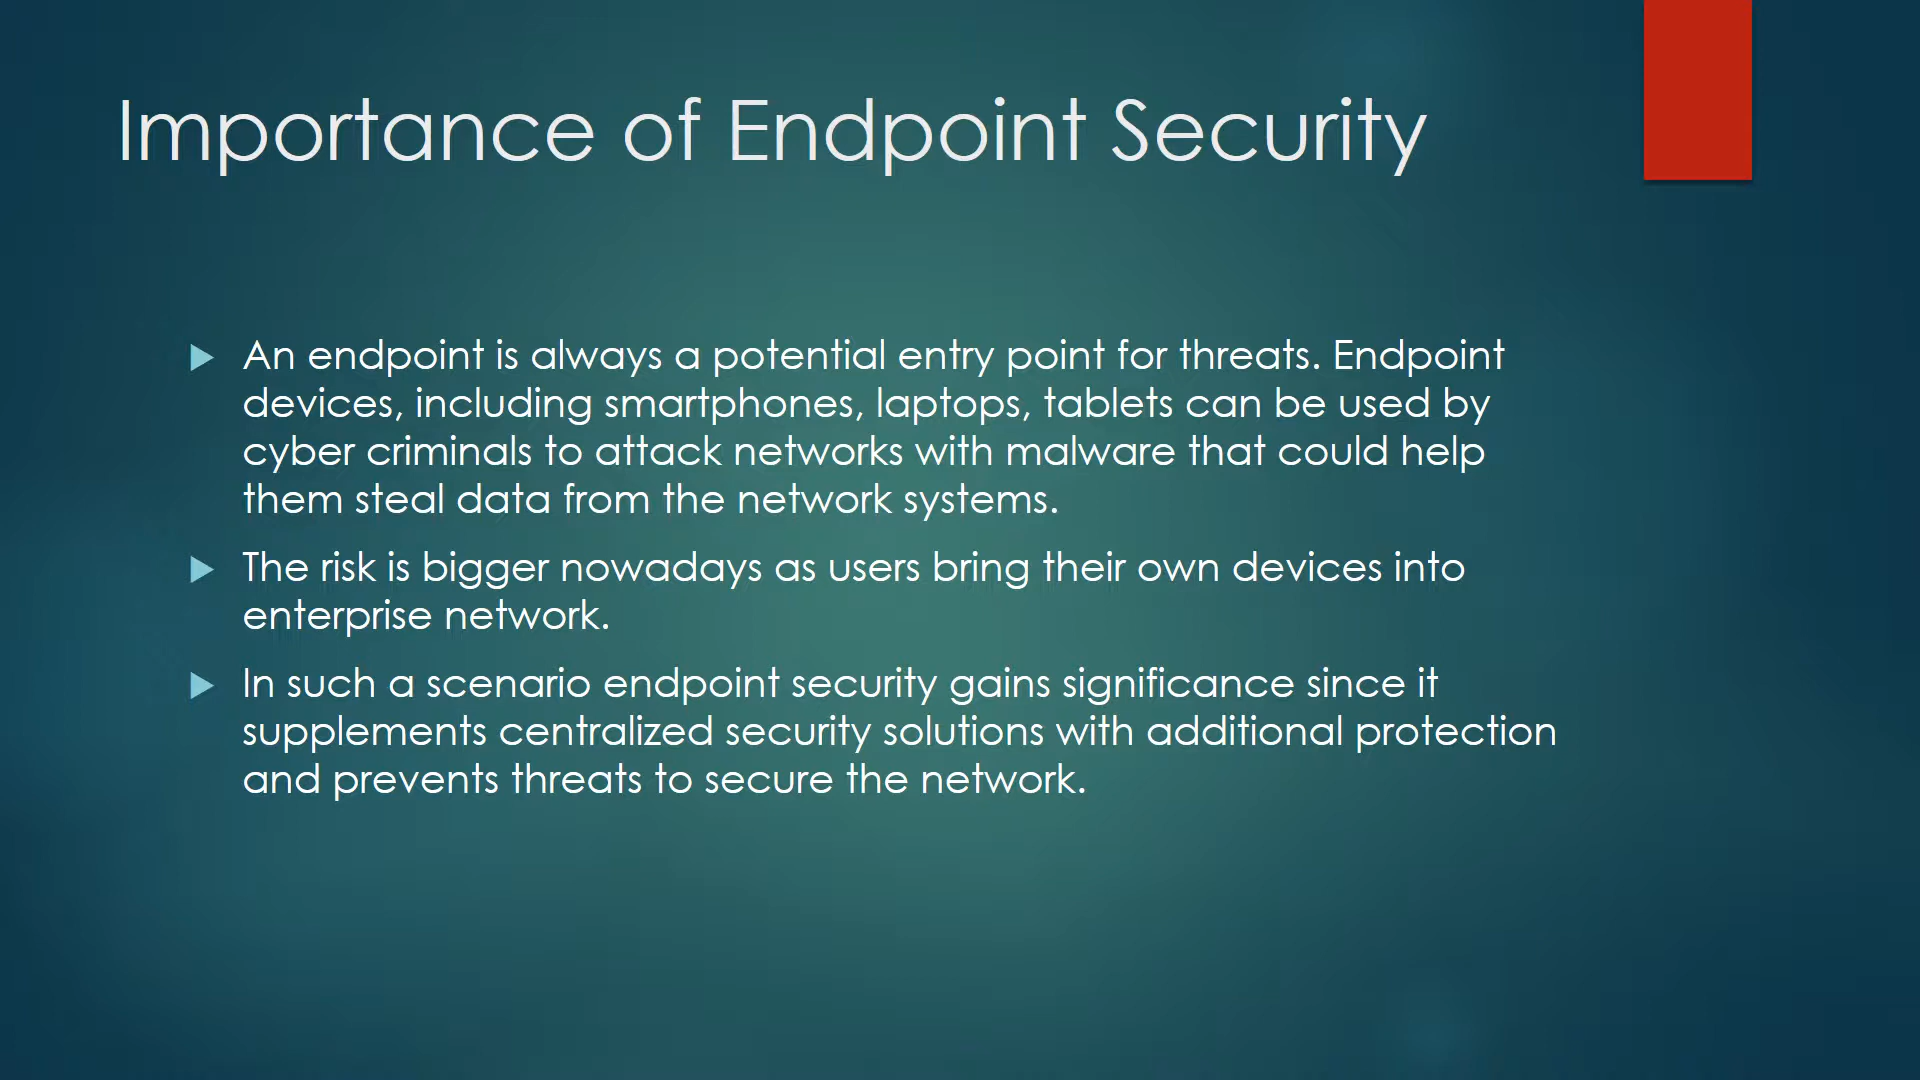 Importance of Endpoint Security
An endpoint is always a potential entry point for threats. Endpoint
devices, including smartphones, laptops, tablets can be used by
cyber criminals to attack networks with malware that could help
them steal data from the network systems.
The risk is bigger nowadays as users bring their own devices into
enterprise network.
In such a scenario endpoint security gains significance since it
supplements centralized security solutions with additional protection
and prevents threats to secure the network.